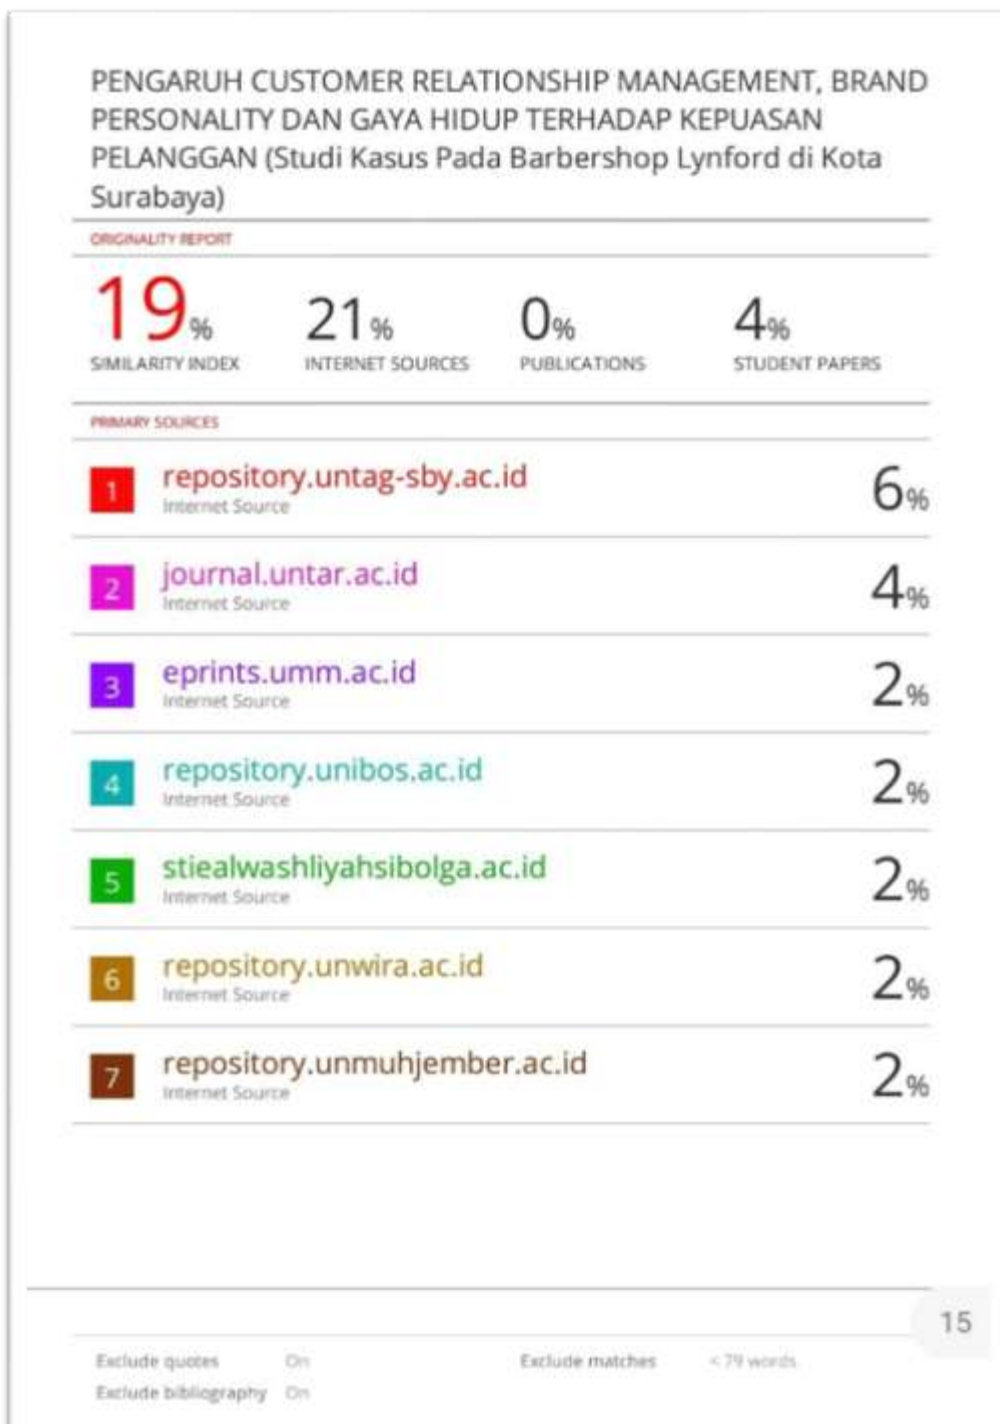 PENGARUH CUSTOMER RELATIONSHIP MANAGEMENT, BRAND
PERSONALITY DAN GAYA HIDUP TERHADAP KEPUASAN
PELANGGAN (Studi Kasus Pada Barbershop Lynford di Kota
Surabaya)
ORIGINALITY REPORT
19% 21% 0% 4%
SIMILARITY INDEX INTERNET SOURCES PUBLICATIONS STUDENT PAPERS
PRIMARY SOURCES
1 repository.untag-sby.ac.id 6%
Internet Source
2 journal.untar.ac.id 4%
Internet Source
3 eprints.umm.ac.id 2%
Internet Source
4 repository.unibos.ac.id 2%
Internet Source
5 stiealwashliyahsibolga.ac.id 2%
Internet Source
6 repository.unwira.ac.id 2%
Internet Source
7 repository.unmuhjember.ac.id 2%
Internet Source
15
Exclude quotes On Exclude matches < 79 words
Exclude bibliography On